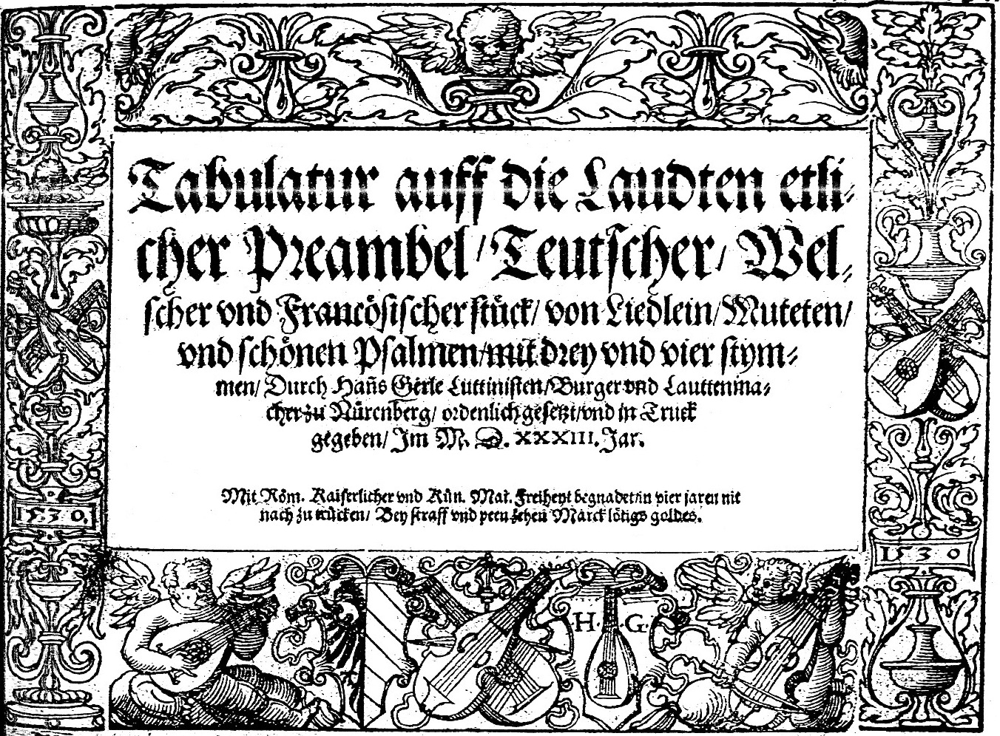 Tabulatur auff die Laudten etli⸗
cher Preambel/ Teutscher/ Wel⸗
scher vnd Francösischer stück/ von Liedlein/ Muteten/
vnd schönen Psalmen/ mit drey vnd vier stym⸗
men/ Durch Hañs Gerle Luttinisten/ Burger vnd Lauttenma⸗
cher zu Nürenberg/ ordenlich gesetzt/ vnd in Truck
gegeben/ Im M. D. XXXIII. Jar.
Mit Röm. Kaiserlicher vnd Kün. Mat. Freiheyt begnadet/ in vier jaren nit
nach zu trücken/ Bey straff vnd peen zehen Marck lötigs goldes.
1530.
1530
H. G.